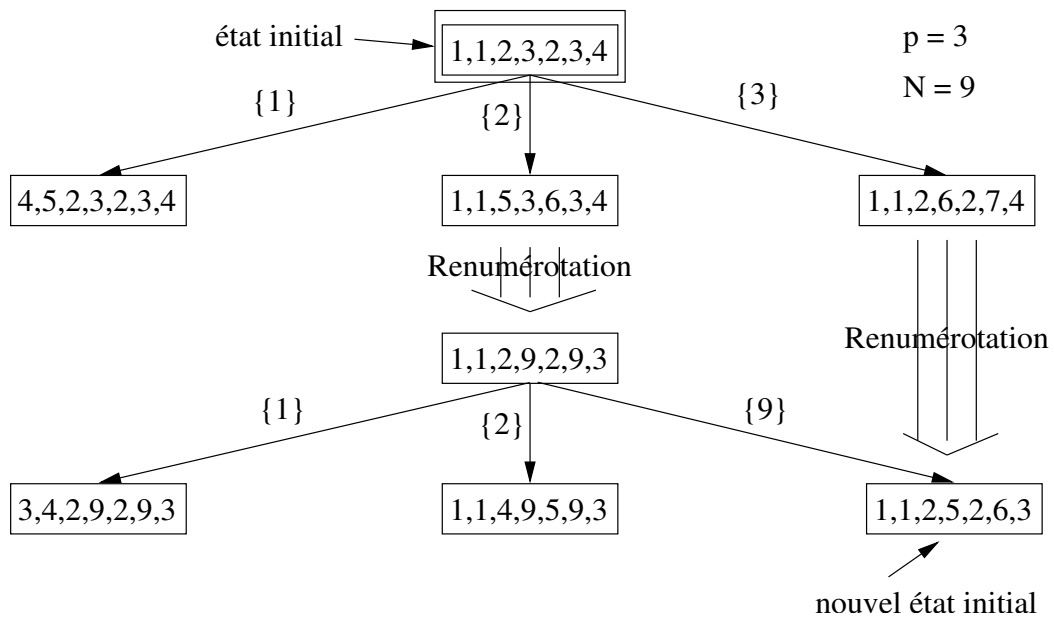 état initial
1,1,2,3,2,3,4
p = 3
N = 9
{1}
{2}
{3}
4,5,2,3,2,3,4
1,1,5,3,6,3,4
1,1,2,6,2,7,4
Renumérotation
Renumérotation
1,1,2,9,2,9,3
{1}
{2}
{9}
3,4,2,9,2,9,3
1,1,4,9,5,9,3
1,1,2,5,2,6,3
nouvel état initial